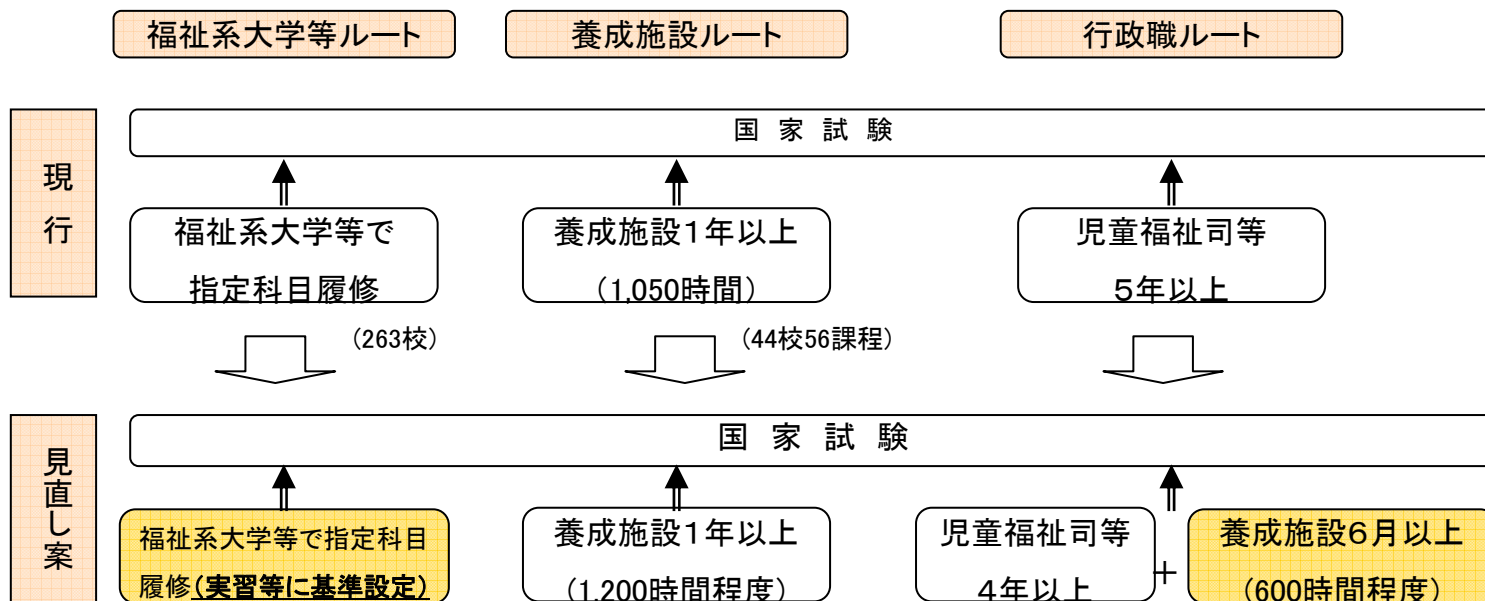 福祉系大学等ルート
養成施設ルート
行政職ルート
現行
国家試験
福祉系大学等で
指定科目履修
養成施設1年以上
(1,050時間)
児童福祉司等
5年以上
(263校)
(44校56課程)
見直し案
国家試験
福祉系大学等で指定科目
履修(実習等に基準設定)
養成施設1年以上
(1,200時間程度)
児童福祉司等
4年以上
+
養成施設6月以上
(600時間程度)